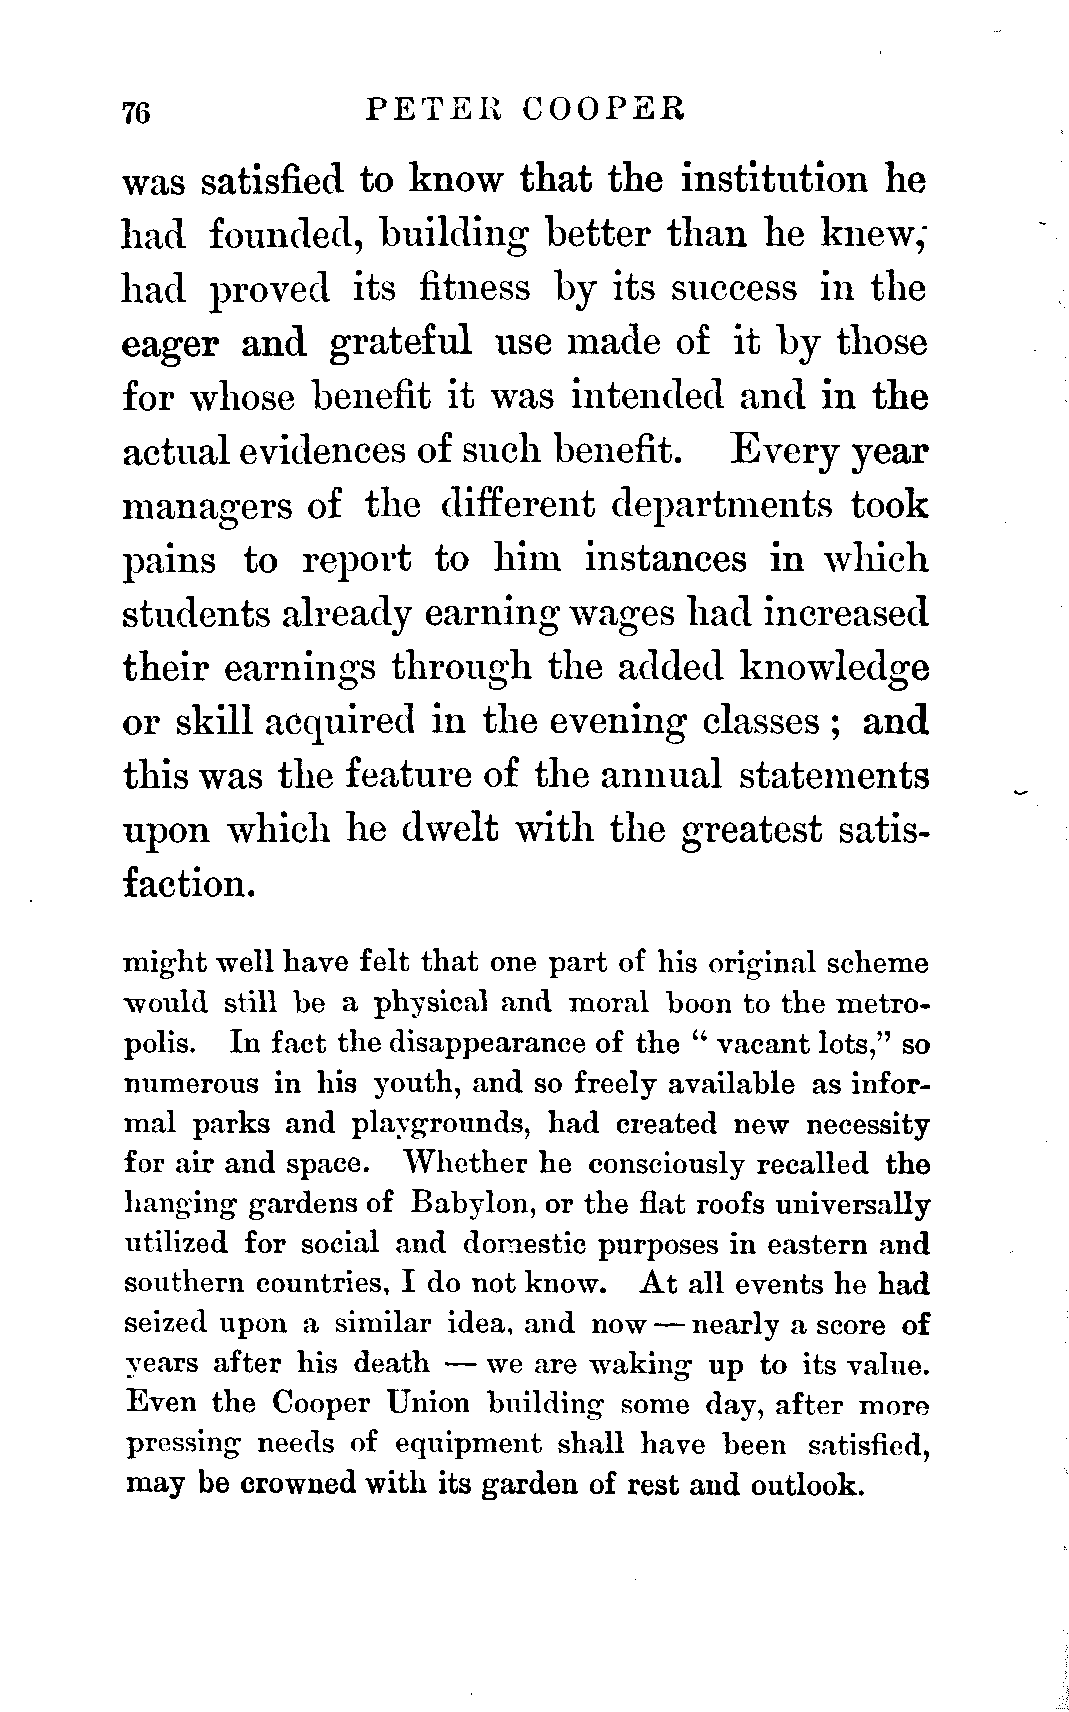 76 PETER COOPER
was satisfied to know that the institution he
had founded, building better than he knew,
had proved its fitness by its success in the
eager and grateful use made of it by those
for whose benefit it was intended and in the
actual evidences of such benefit. Every year
managers of the different departments took
pains to report to him instances in which
students already earning wages had increased
their earnings through the added knowledge
or skill acquired in the evening classes ; and
this was the feature of the annual statements
upon which he dwelt with the greatest satis-
faction.
might well have felt that one part of his original scheme
would still be a physical and moral boon to the metro-
polis. In fact the disappearance of the “ vacant lots,” so
numerous in his youth, and so freely available as infor-
mal parks and playgrounds, had created new necessity
for air and space. Whether he consciously recalled the
hanging gardens of Babylon, or the flat roofs universally
utilized for social and domestic purposes in eastern and
southern countries, I do not know. At all events he had
seized upon a similar idea, and now — nearly a score of
years after his death — we are waking up to its value.
Even the Cooper Union building some day, after more
pressing needs of equipment shall have been satisfied,
may be crowned with its garden of rest and outlook.